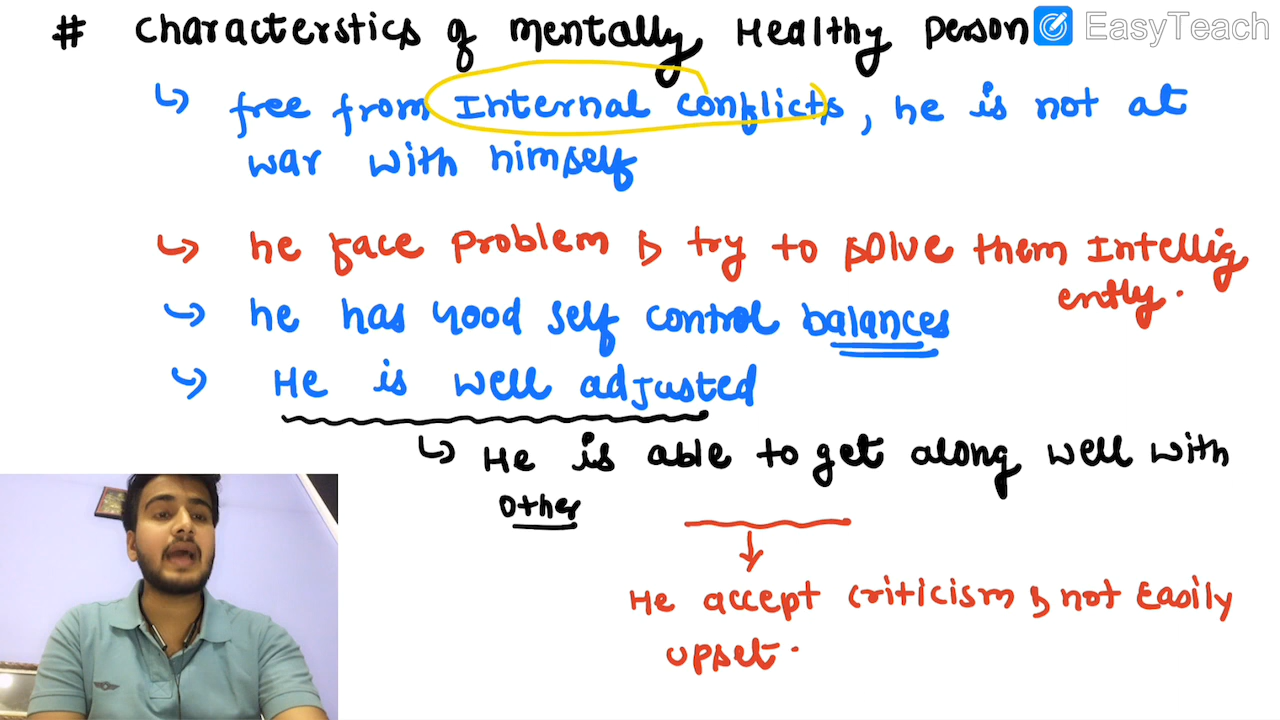 # Characterstics of mentally Healthy Person
EasyTeach
↳ free from Internal conflicts, he is not at
war with himself
↳ he face problem & try to solve them Intellig
ently.
↳ he has good self control balances
↳ He is well adjusted
↳ He is able to get along well with
other
He accept criticism & not Easily
upset.